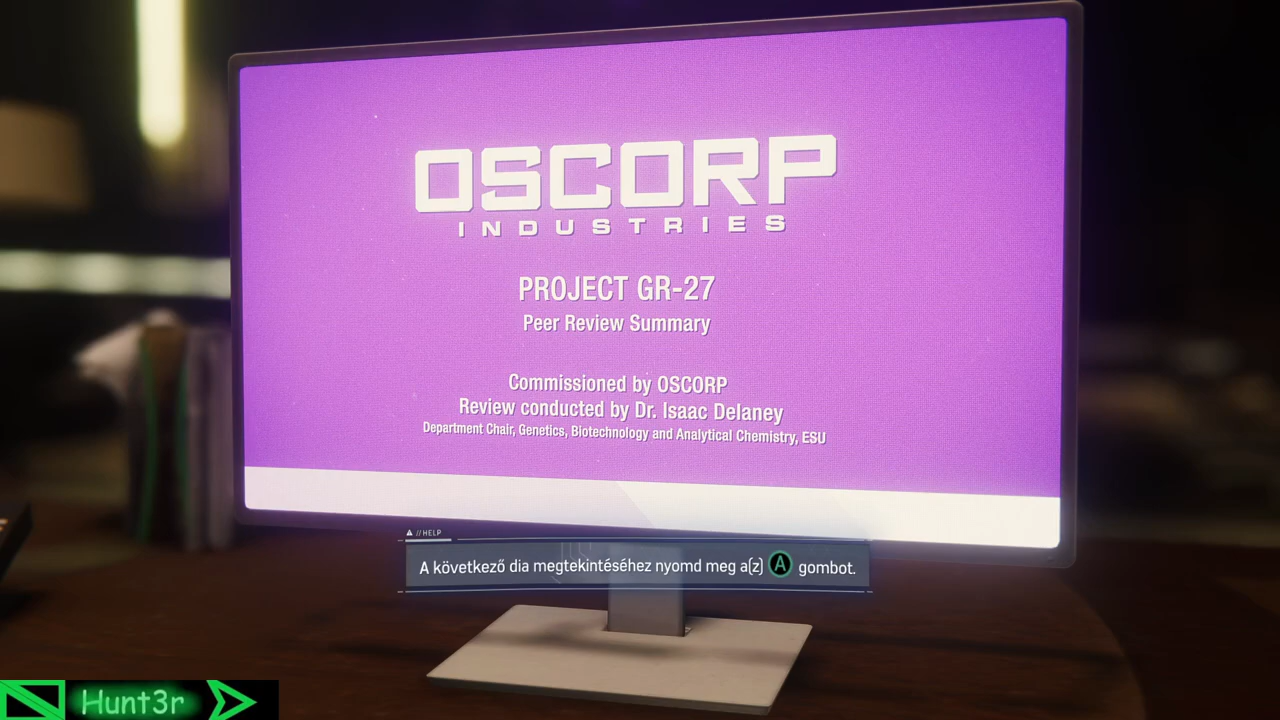 OSCORP
INDUSTRIES
PROJECT GR-27
Peer Review Summary
Commissioned by OSCORP
Review conducted by Dr. Isaac Delaney
Department Chair, Genetics, Biotechnology and Analytical Chemistry, ESU
// HELP
A következő dia megtekintéséhez nyomd meg a(z) A gombot.
Hunt3r